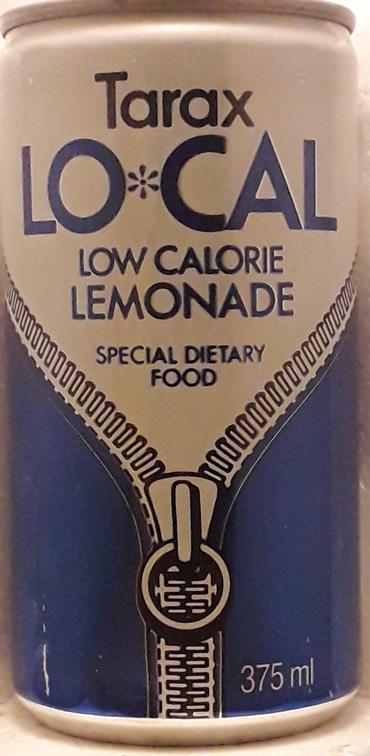 Tarax
LO*CAL
LOW CALORIE
LEMONADE
SPECIAL DIETARY
FOOD
375 ml